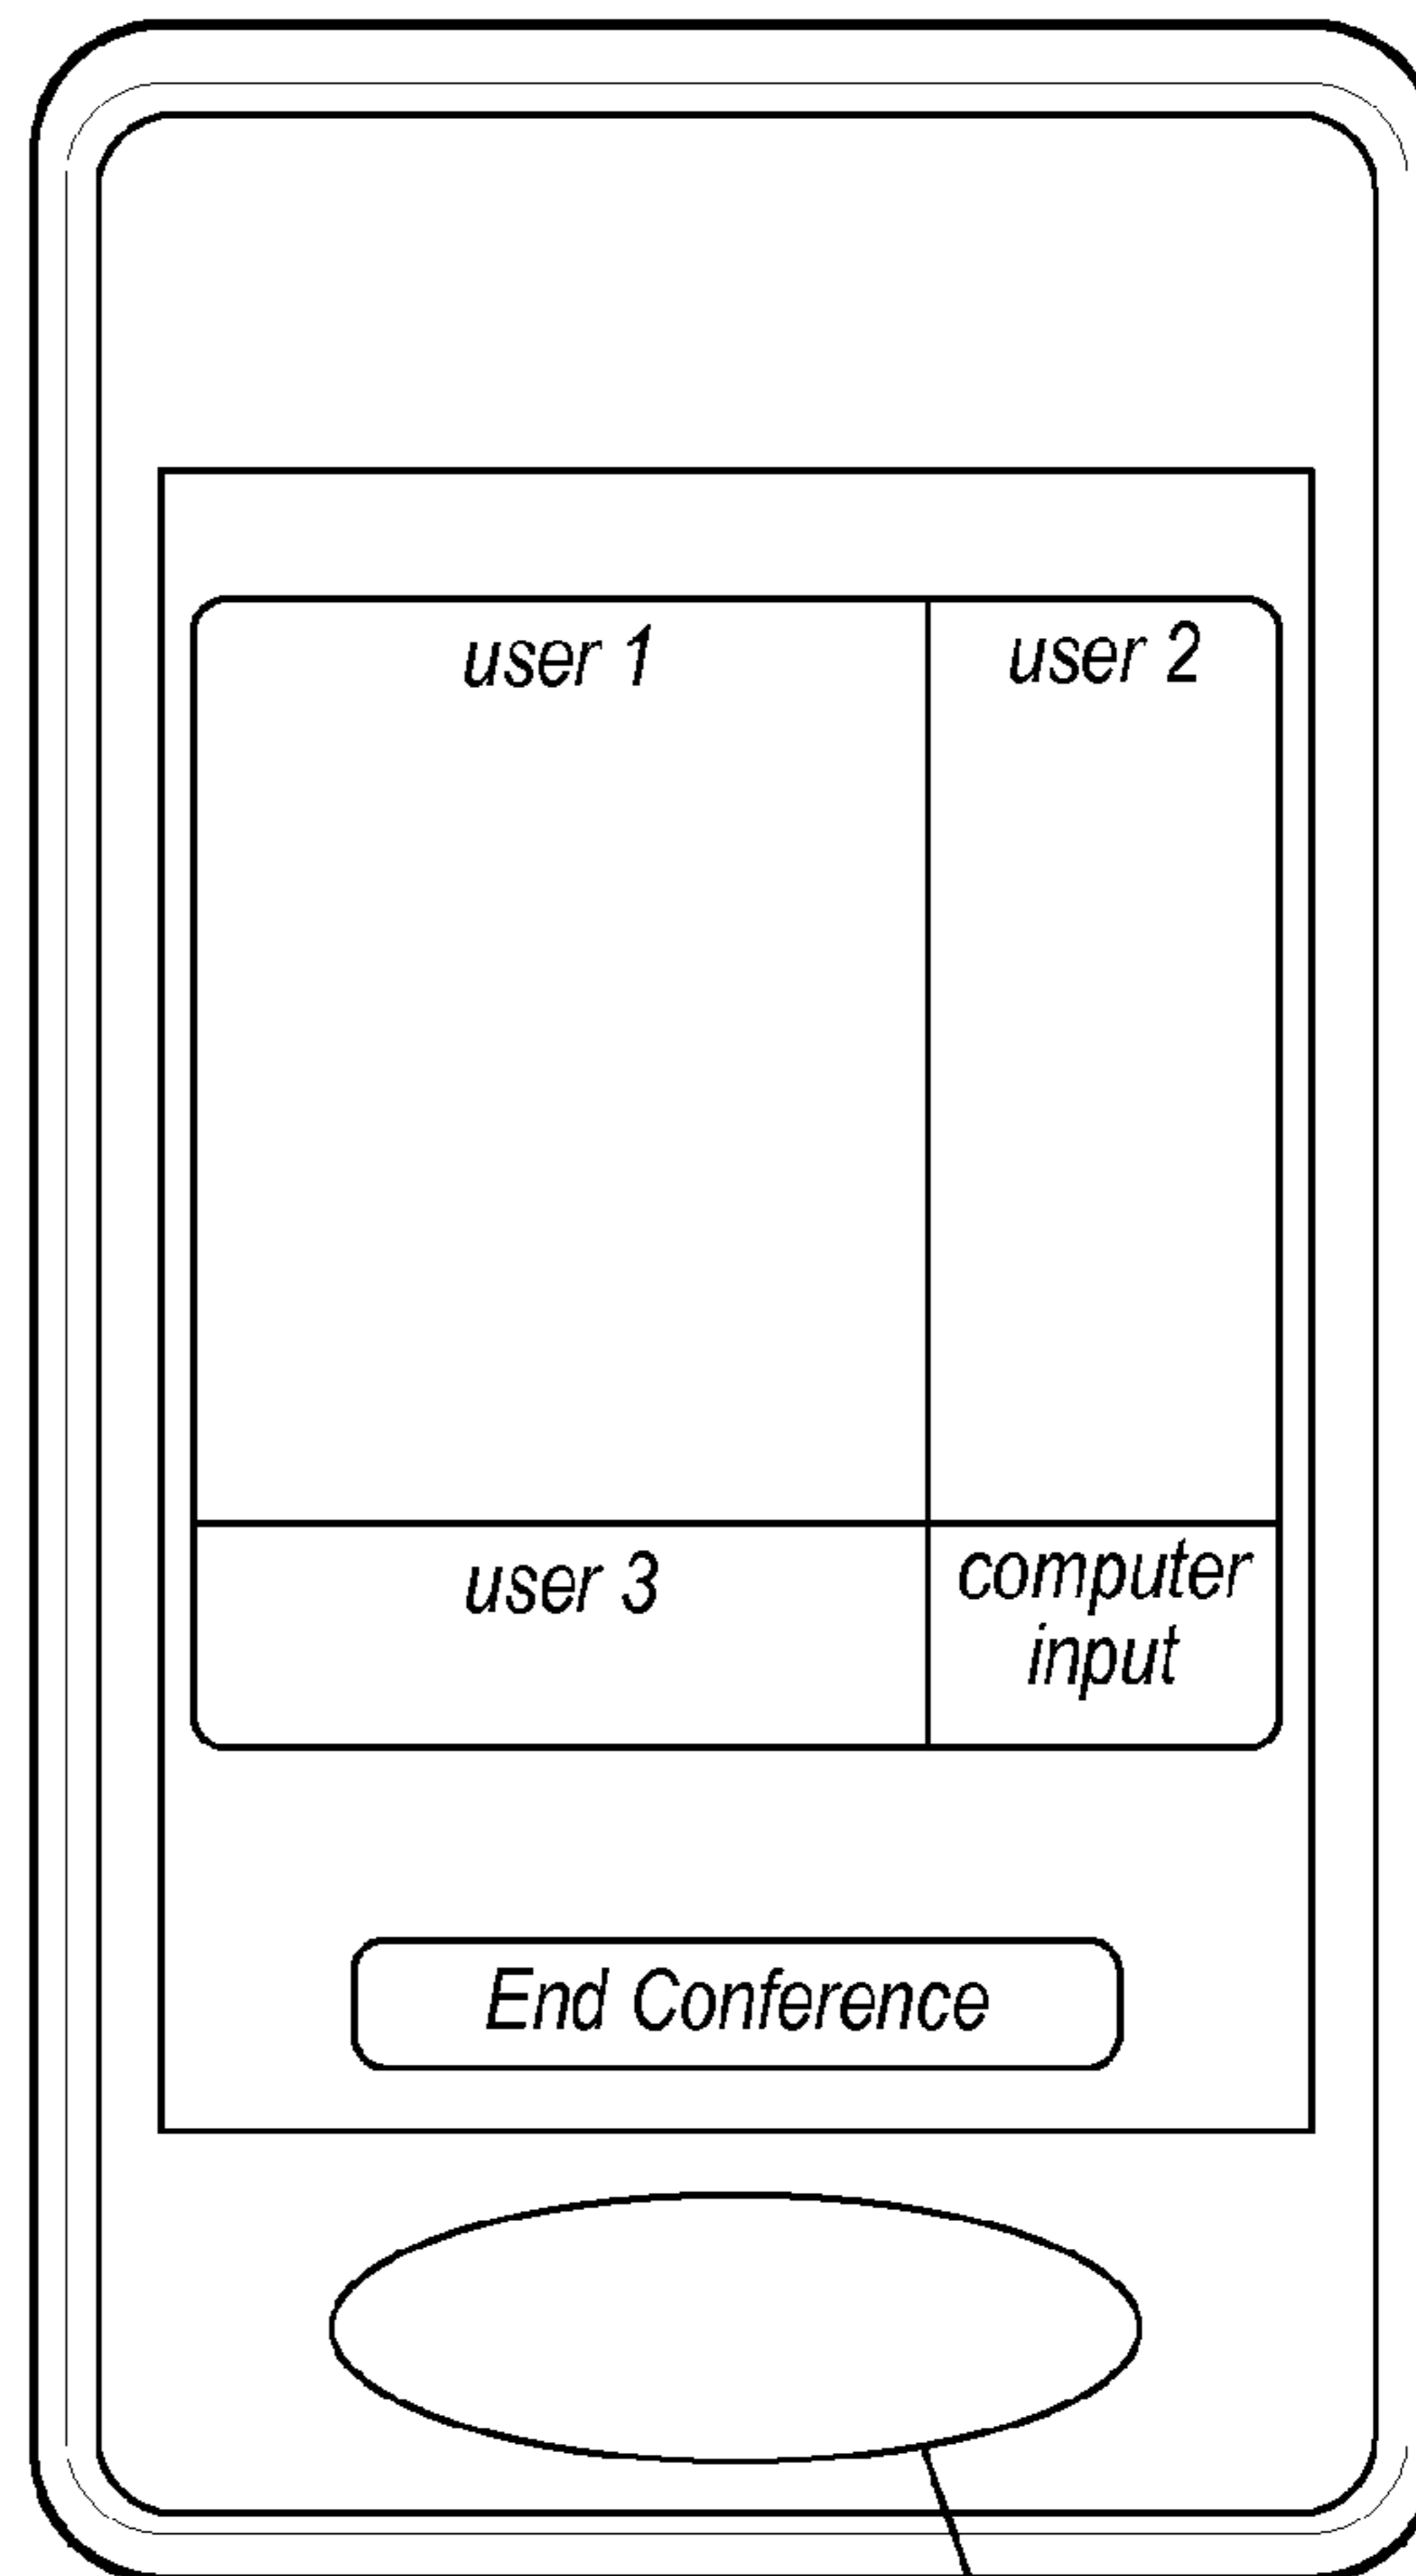 user 1
user 2
user 3
computer
input
End Conference